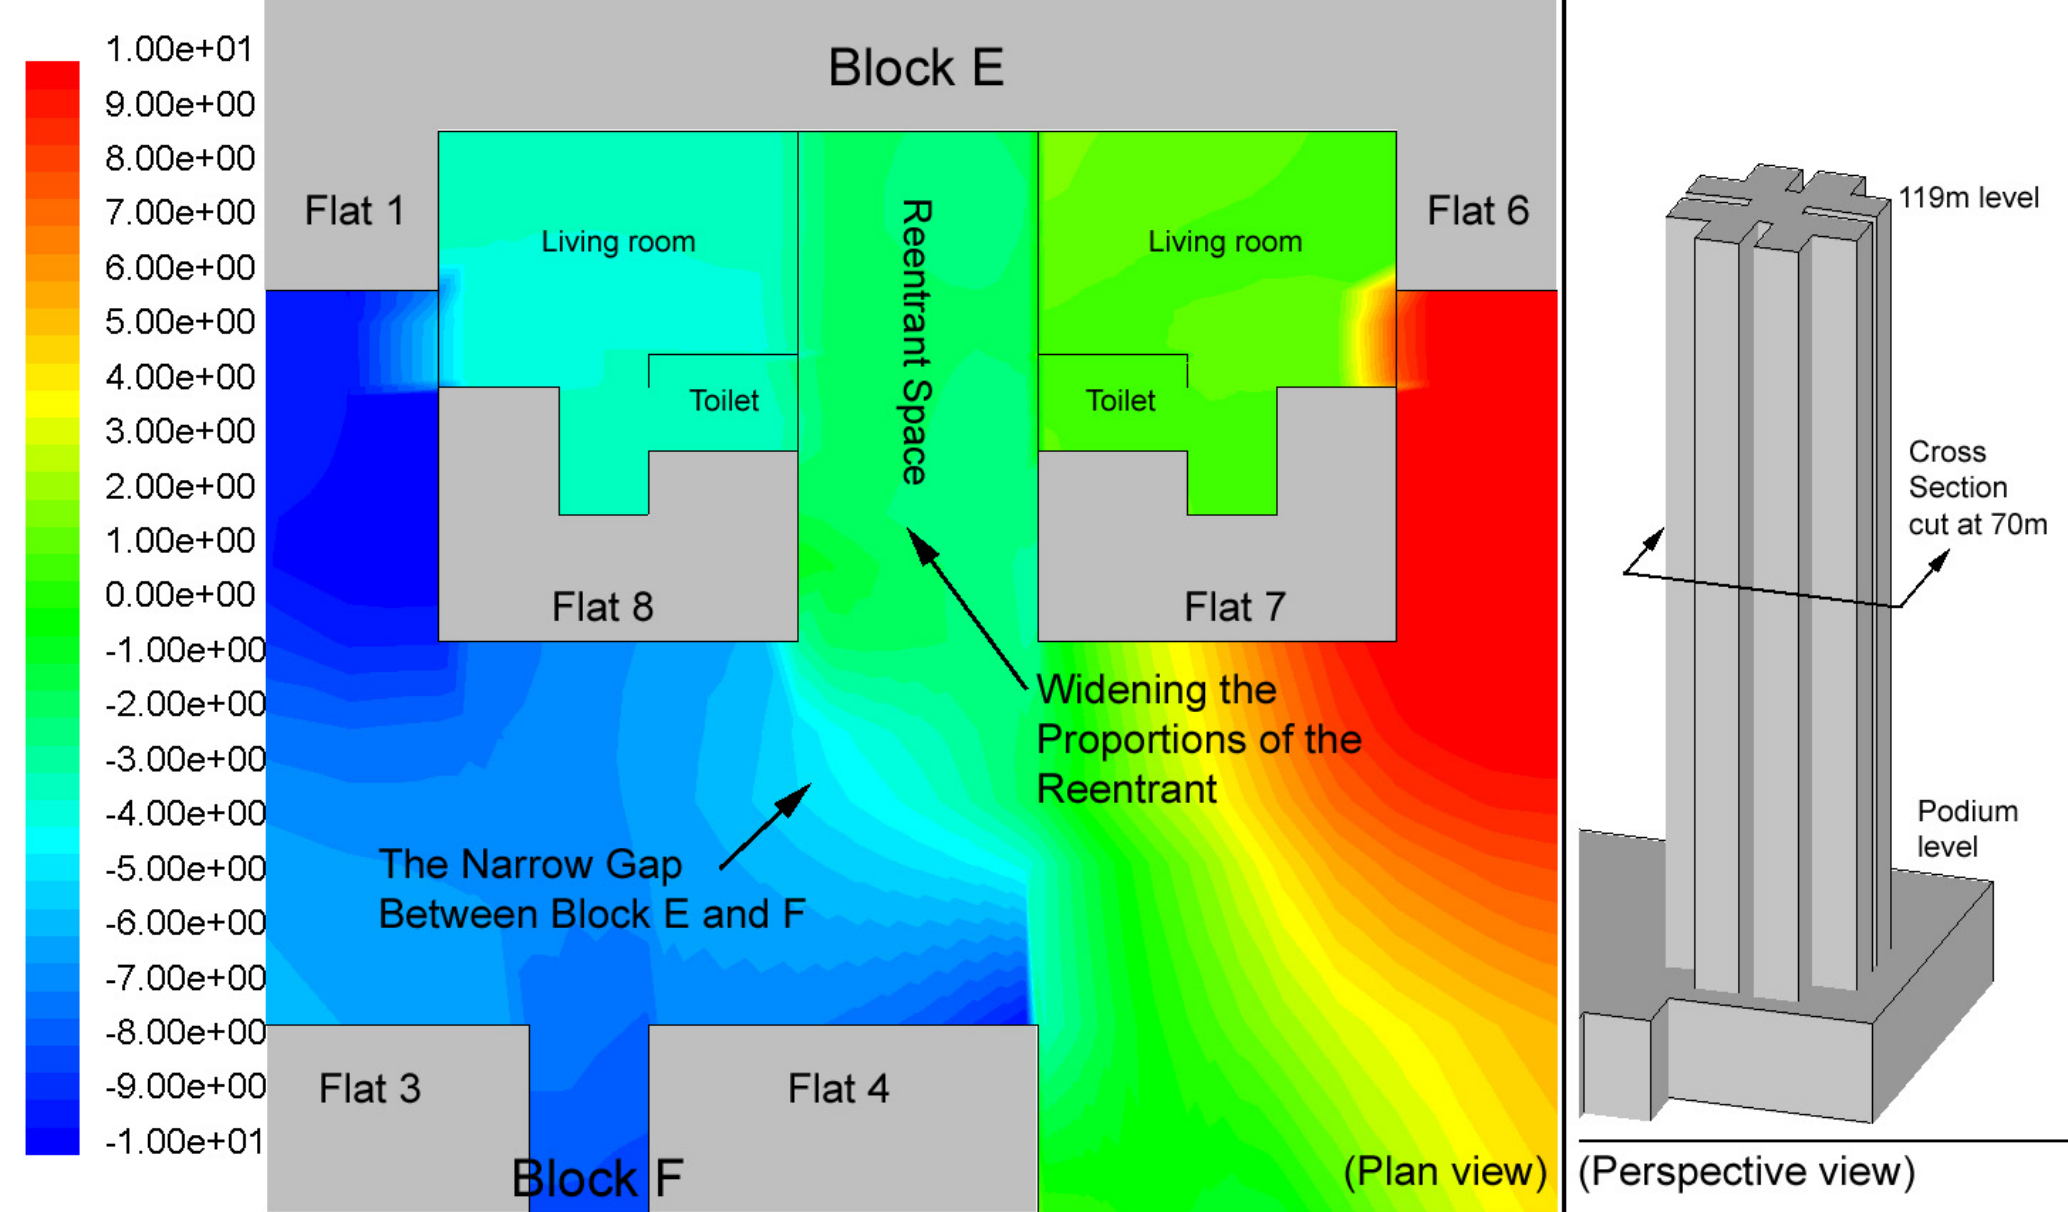 1.00e+01
9.00e+00
8.00e+00
7.00e+00
6.00e+00
5.00e+00
4.00e+00
3.00e+00
2.00e+00
1.00e+00
0.00e+00
-1.00e+00
-2.00e+00
-3.00e+00
-4.00e+00
-5.00e+00
-6.00e+00
-7.00e+00
-8.00e+00
-9.00e+00
-1.00e+01
Block E
Flat 1
Living room
Toilet
Flat 8
Reentrant Space
Living room
Toilet
Flat 7
Flat 6
Widening the
Proportions of the
Reentrant
The Narrow Gap
Between Block E and F
Flat 3
Flat 4
Block F
(Plan view)
119m level
Cross
Section
cut at 70m
Podium
level
(Perspective view)